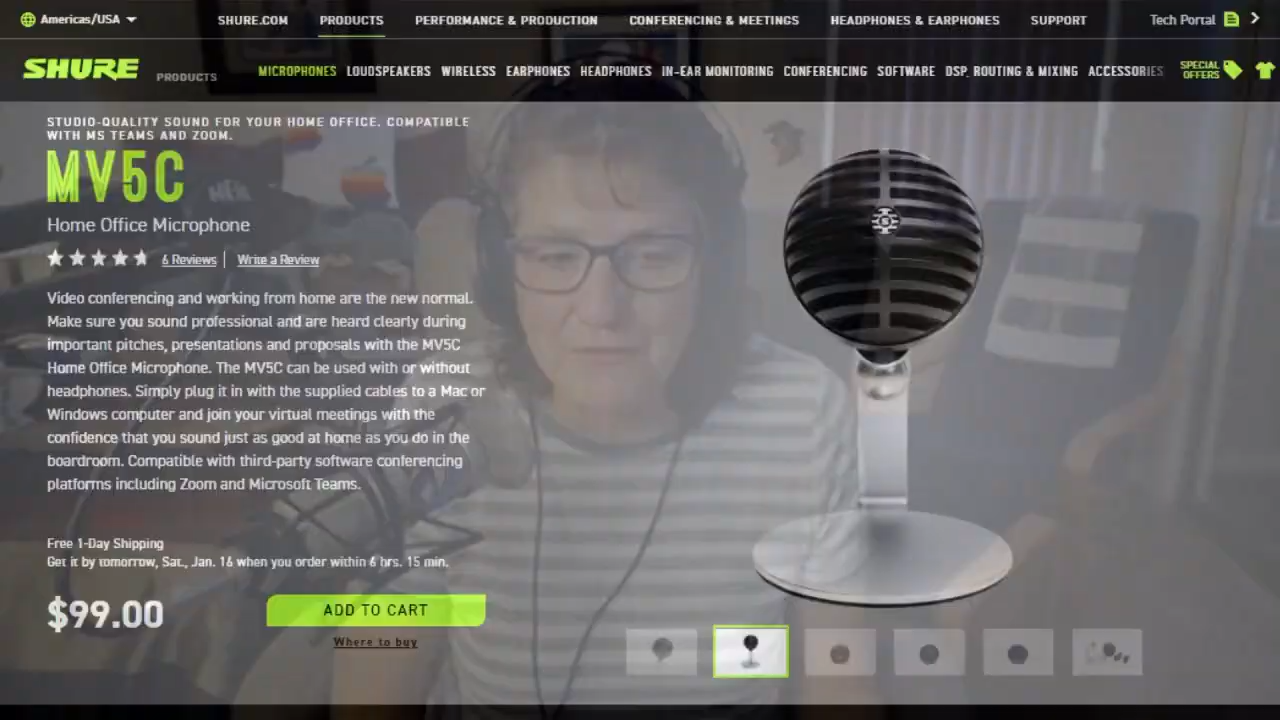 Americas/USA
SHURE.COM
PRODUCTS
PERFORMANCE & PRODUCTION
CONFERENCING & MEETINGS
HEADPHONES & EARPHONES
SUPPORT
Tech Portal
SHURE
PRODUCTS
MICROPHONES
LOUDSPEAKERS
WIRELESS
EARPHONES
HEADPHONES
IN-EAR MONITORING
CONFERENCING
SOFTWARE
DSP, ROUTING & MIXING
ACCESSORIES
SPECIAL
OFFERS
STUDIO-QUALITY SOUND FOR YOUR HOME OFFICE. COMPATIBLE
WITH MS TEAMS AND ZOOM.
MV5C
Home Office Microphone
6 Reviews | Write a Review
Video conferencing and working from home are the new normal.
Make sure you sound professional and are heard clearly during
important pitches, presentations and proposals with the MV5C
Home Office Microphone. The MV5C can be used with or without
headphones. Simply plug it in with the supplied cables to a Mac or
Windows computer and join your virtual meetings with the
confidence that you sound just as good at home as you do in the
boardroom. Compatible with third-party software conferencing
platforms including Zoom and Microsoft Teams.
Free 1-Day Shipping
Get it by tomorrow, Sat., Jan. 16 when you order within 6 hrs. 15 min.
$99.00
ADD TO CART
Where to buy